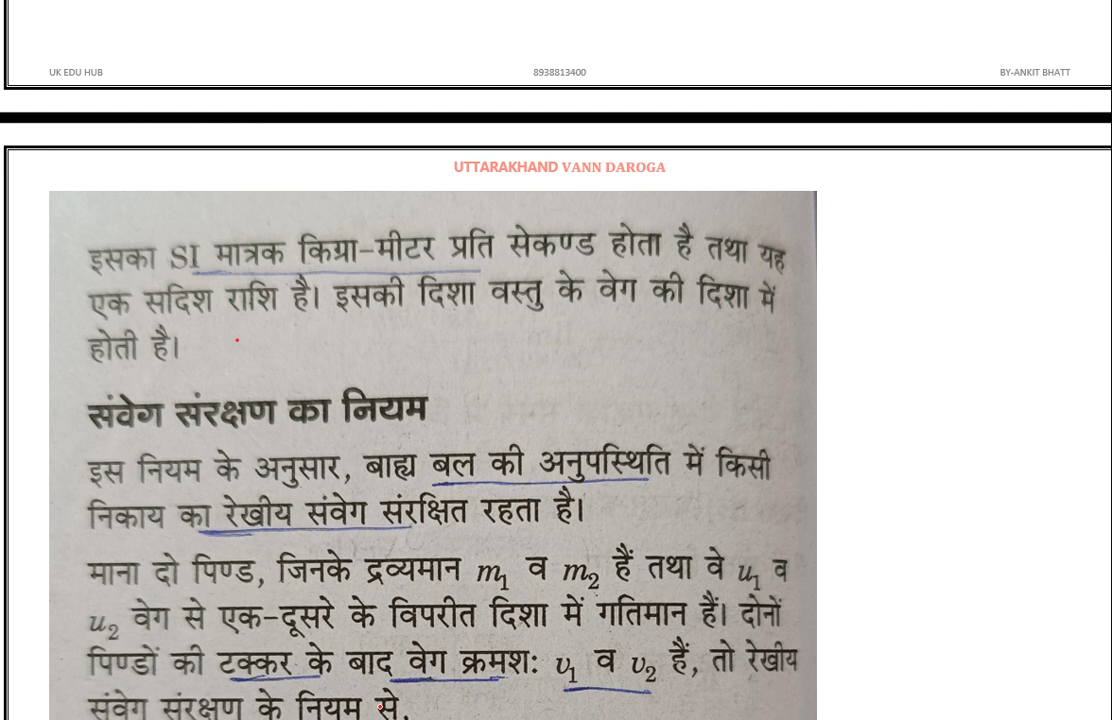 UK EDU HUB 8938813400 BY-ANKIT BHATT
UTTARAKHAND VANN DAROGA
इसका SI मात्रक किग्रा-मीटर प्रति सेकण्ड होता है तथा यह
एक सदिश राशि है। इसकी दिशा वस्तु के वेग की दिशा में
होती है।
संवेग संरक्षण का नियम
इस नियम के अनुसार, बाह्य बल की अनुपस्थिति में किसी
निकाय का रेखीय संवेग संरक्षित रहता है।
माना दो पिण्ड, जिनके द्रव्यमान m₁ व m₂ हैं तथा वे u₁ व
u₂ वेग से एक-दूसरे के विपरीत दिशा में गतिमान हैं। दोनों
पिण्डों की टक्कर के बाद वेग क्रमश: υ₁ व υ₂ हैं, तो रेखीय
संवेग संरक्षण के नियम से,